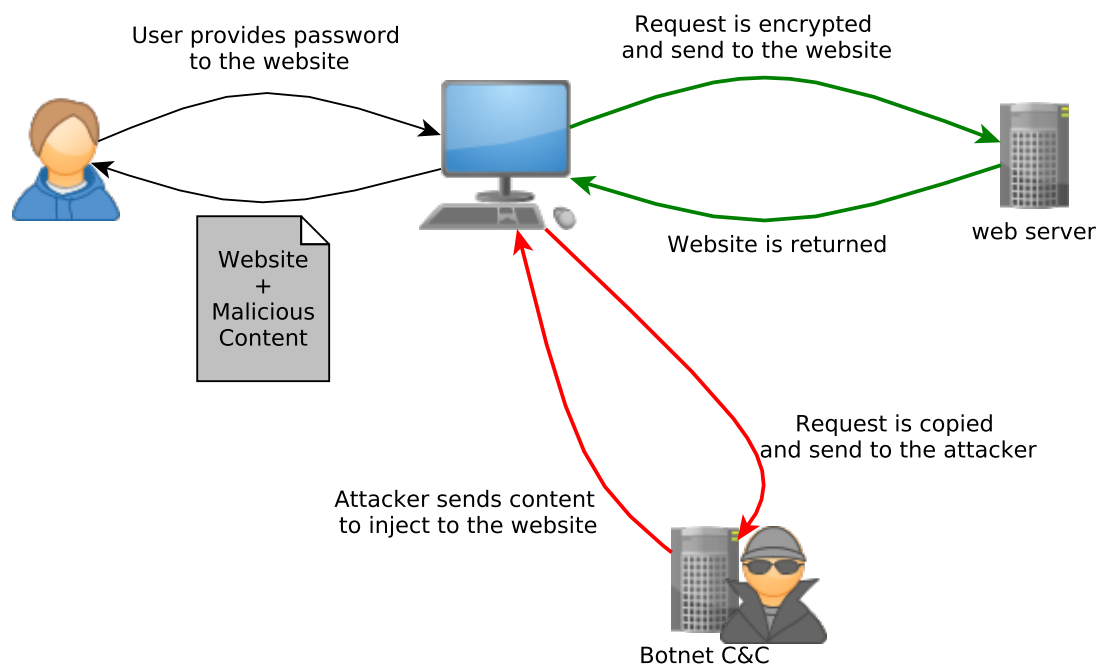 User provides password
to the website
Request is encrypted
and send to the website
Website is returned
web server
Website
+
Malicious
Content
Request is copied
and send to the attacker
Attacker sends content
to inject to the website
Botnet C&C